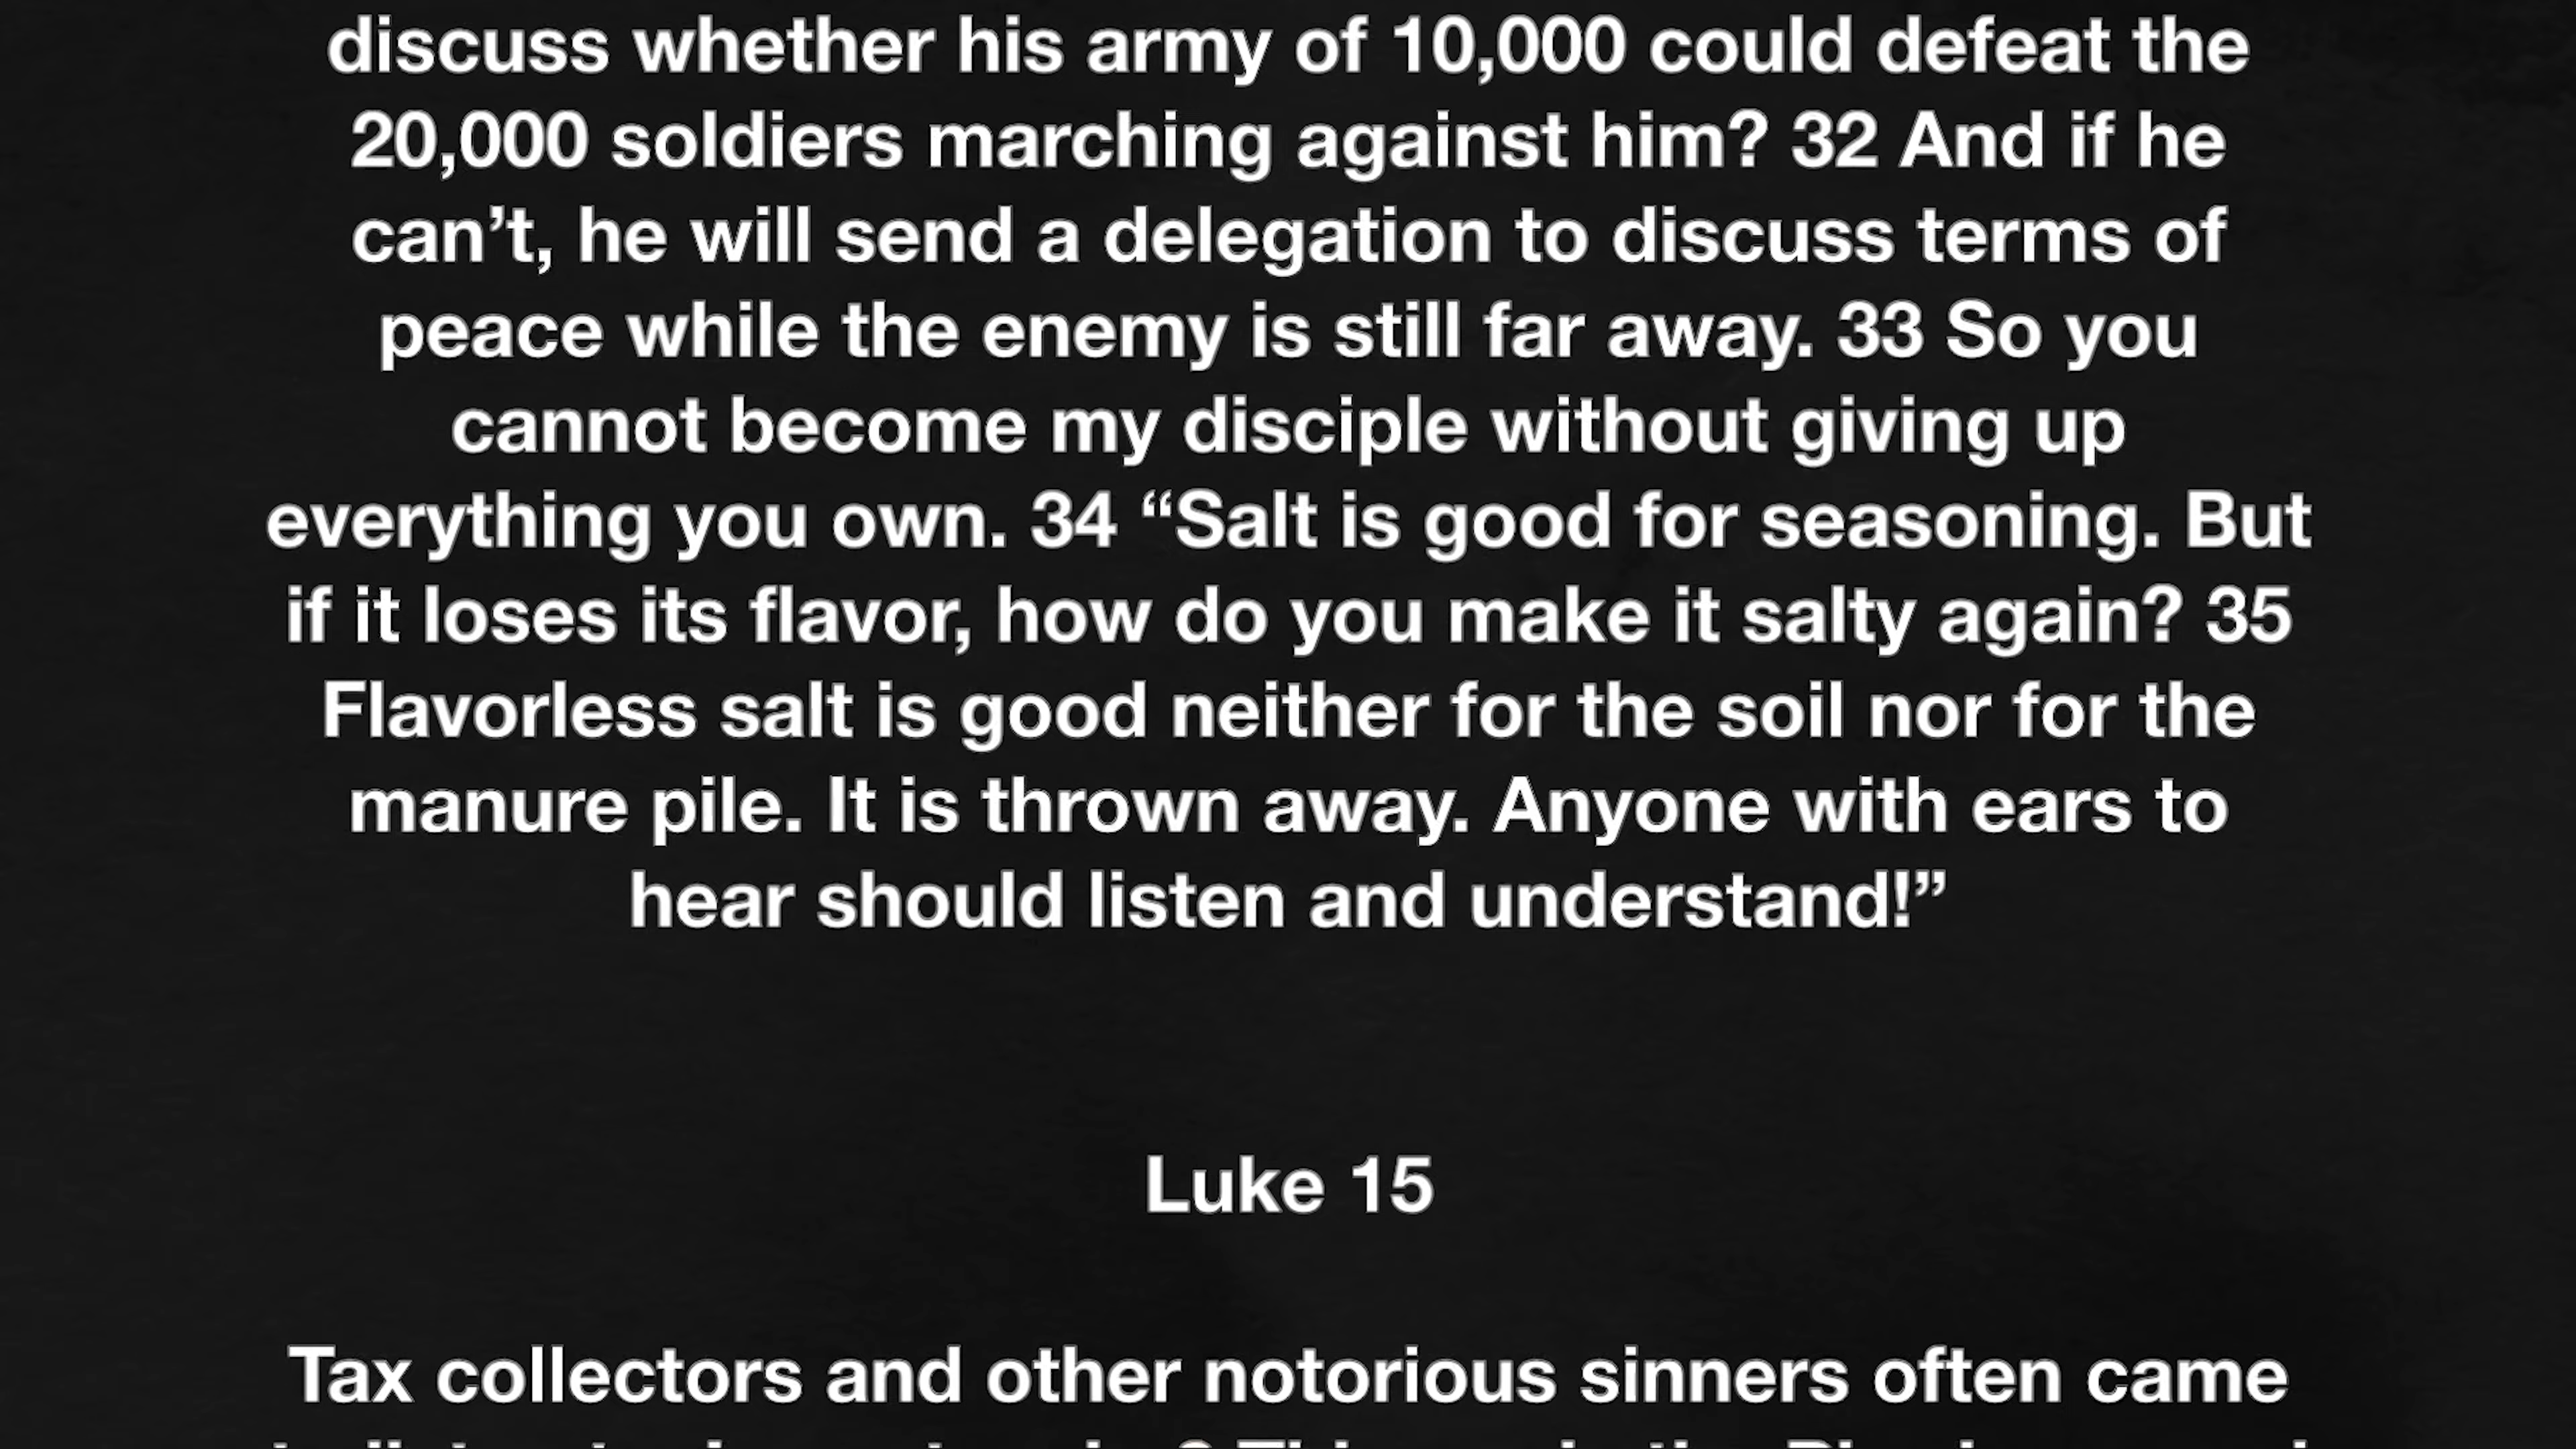 discuss whether his army of 10,000 could defeat the
20,000 soldiers marching against him? 32 And if he
can’t, he will send a delegation to discuss terms of
peace while the enemy is still far away. 33 So you
cannot become my disciple without giving up
everything you own. 34 “Salt is good for seasoning. But
if it loses its flavor, how do you make it salty again? 35
Flavorless salt is good neither for the soil nor for the
manure pile. It is thrown away. Anyone with ears to
hear should listen and understand!”
Luke 15
Tax collectors and other notorious sinners often came